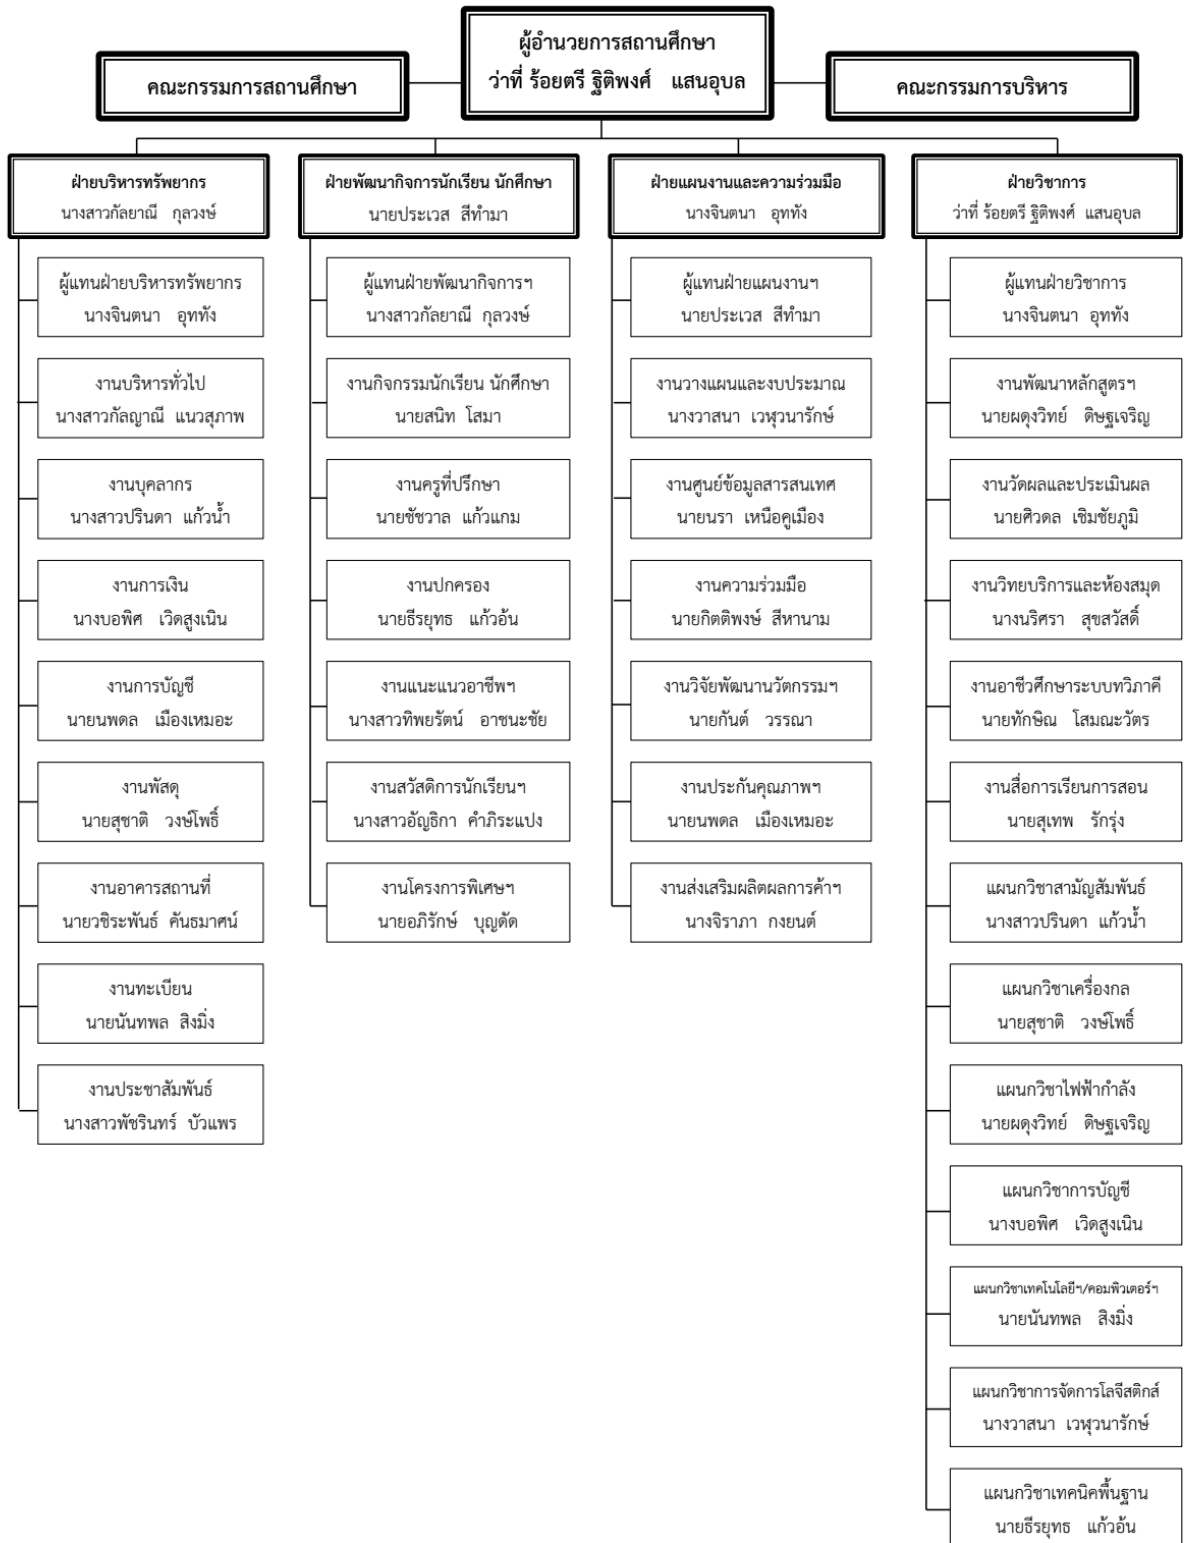 ผู้อำนวยการสถานศึกษา
ว่าที่ ร้อยตรี ฐิติพงศ์ แสนอุบล
คณะกรรมการสถานศึกษา
คณะกรรมการบริหาร
ฝ่ายบริหารทรัพยากร
นางสาวกัลยาณี กุลวงษ์
ผู้แทนฝ่ายบริหารทรัพยากร
นางจินตนา อุททัง
งานบริหารทั่วไป
นางสาวกัลญาณี แนวสุภาพ
งานบุคลากร
นางสาวปรินดา แก้วน้ำ
งานการเงิน
นางบอพิศ เวิดสูงเนิน
งานการบัญชี
นายนพดล เมืองเหมอะ
งานพัสดุ
นายสุชาติ วงษ์โพธิ์
งานอาคารสถานที่
นายวชิระพันธ์ คันธมาศน์
งานทะเบียน
นายนันทพล สิงมิ่ง
งานประชาสัมพันธ์
นางสาวพัชรินทร์ บัวแพร
ฝ่ายพัฒนากิจการนักเรียน นักศึกษา
นายประเวส สีทำมา
ผู้แทนฝ่ายพัฒนากิจการฯ
นางสาวกัลยาณี กุลวงษ์
งานกิจกรรมนักเรียน นักศึกษา
นายสนิท โสมา
งานครูที่ปรึกษา
นายชัชวาล แก้วแกม
งานปกครอง
นายธีรยุทธ แก้วอ้น
งานแนะแนวอาชีพฯ
นางสาวทิพยรัตน์ อาชนะชัย
งานสวัสดิการนักเรียนฯ
นางสาวอัญธิกา คำภิระแปง
งานโครงการพิเศษฯ
นายอภิรักษ์ บุญดัด
ฝ่ายแผนงานและความร่วมมือ
นางจินตนา อุททัง
ผู้แทนฝ่ายแผนงานฯ
นายประเวส สีทำมา
งานวางแผนและงบประมาณ
นางวาสนา เวฬุวนารักษ์
งานศูนย์ข้อมูลสารสนเทศ
นายนรา เหนือคูเมือง
งานความร่วมมือ
นายกิตติพงษ์ สีหานาม
งานวิจัยพัฒนานวัตกรรมฯ
นายกันต์ วรรณา
งานประกันคุณภาพฯ
นายนพดล เมืองเหมอะ
งานส่งเสริมผลิตผลการค้าฯ
นางจิราภา กงยนต์
ฝ่ายวิชาการ
ว่าที่ ร้อยตรี ฐิติพงศ์ แสนอุบล
ผู้แทนฝ่ายวิชาการ
นางจินตนา อุททัง
งานพัฒนาหลักสูตรฯ
นายผดุงวิทย์ ดิษฐเจริญ
งานวัดผลและประเมินผล
นายศิวดล เชิมชัยภูมิ
งานวิทยบริการและห้องสมุด
นางนริศรา สุขสวัสดิ์
งานอาชีวศึกษาระบบทวิภาคี
นายทักษิณ โสมณะวัตร
งานสื่อการเรียนการสอน
นายสุเทพ รักรุ่ง
แผนกวิชาสามัญสัมพันธ์
นางสาวปรินดา แก้วน้ำ
แผนกวิชาเครื่องกล
นายสุชาติ วงษ์โพธิ์
แผนกวิชาไฟฟ้ากำลัง
นายผดุงวิทย์ ดิษฐเจริญ
แผนกวิชาการบัญชี
นางบอพิศ เวิดสูงเนิน
แผนกวิชาเทคโนโลยีฯ/คอมพิวเตอร์ฯ
นายนันทพล สิงมิ่ง
แผนกวิชาการจัดการโลจีสติกส์
นางวาสนา เวฬุวนารักษ์
แผนกวิชาเทคนิคพื้นฐาน
นายธีรยุทธ แก้วอ้น